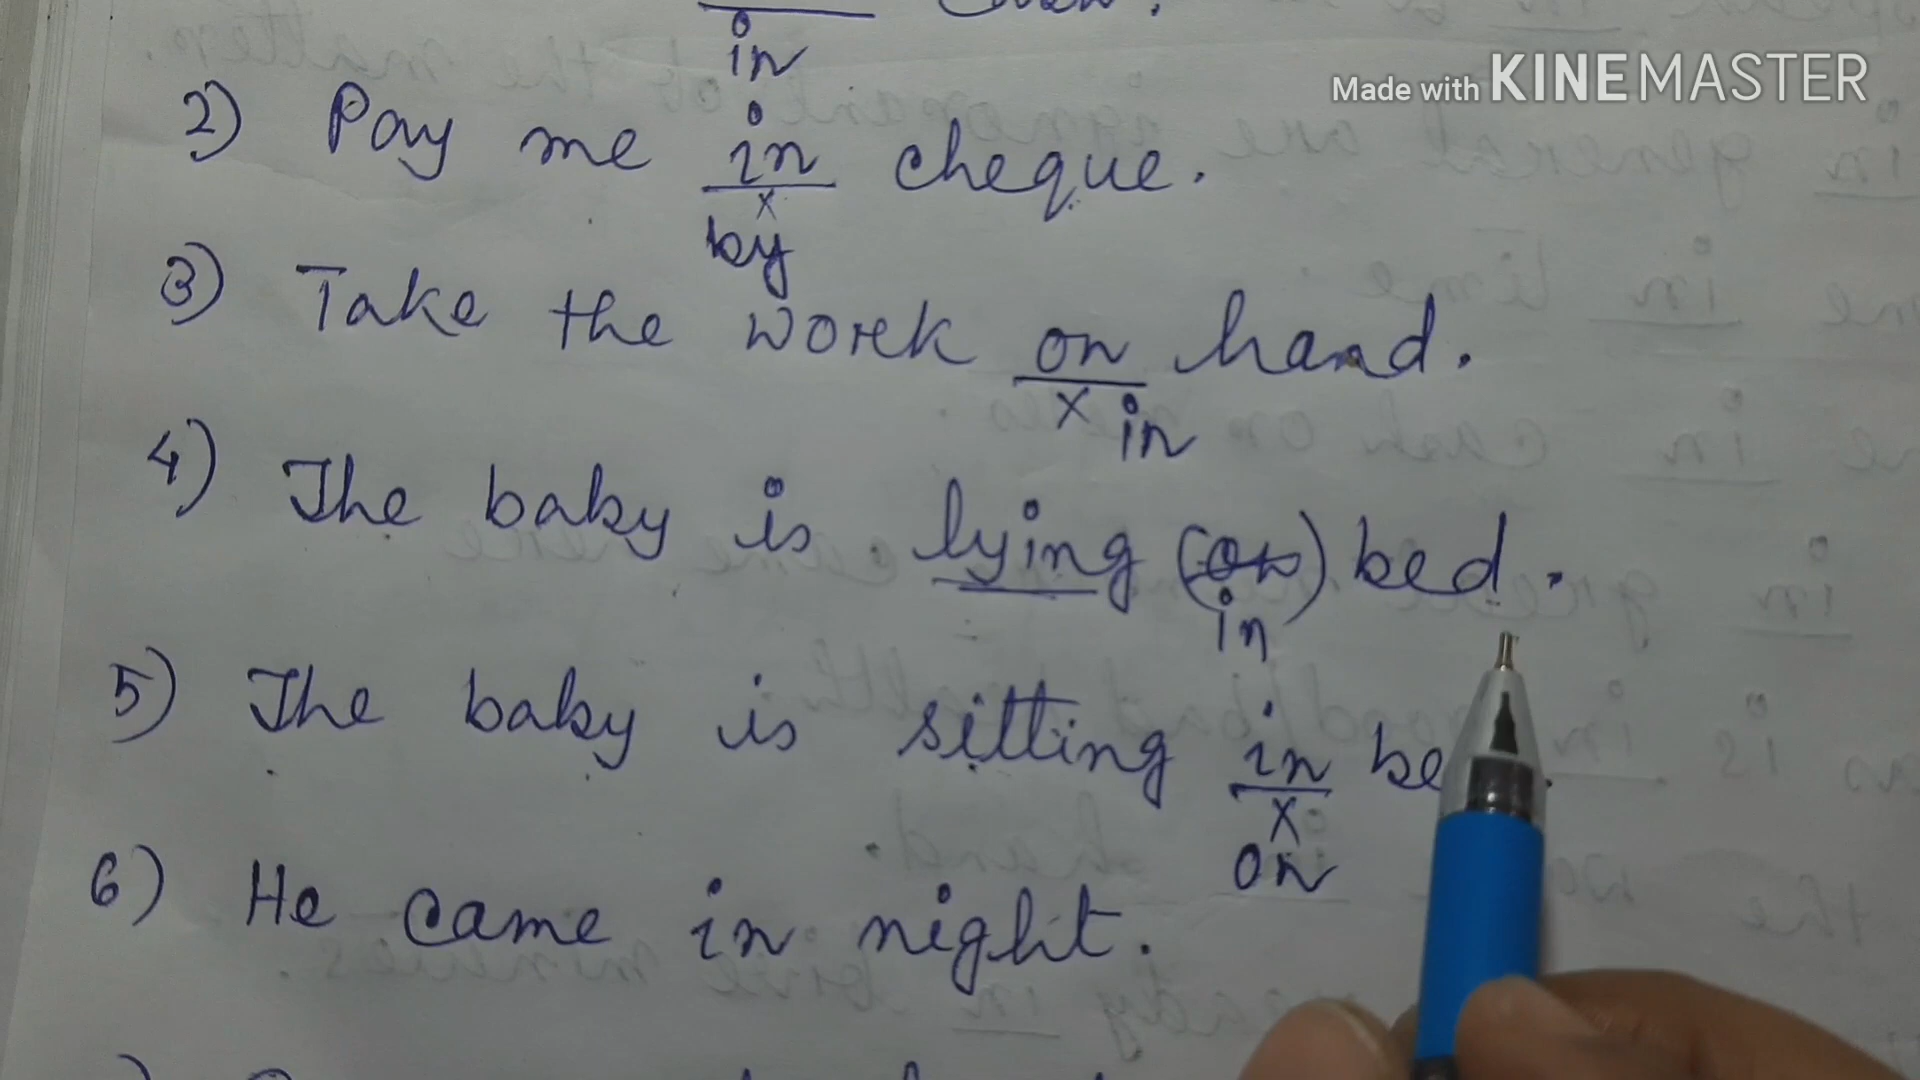 in
Made with KINEMASTER
2) Pay me in cheque.
x
by
3) Take the work on hand.
x in
4) The baby is lying (on) bed.
in
5) The baby is sitting in be
x
on
6) He came in night.